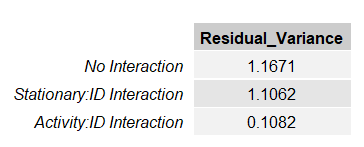 Residual_Variance
No Interaction 1.1671
Stationary:ID Interaction 1.1062
Activity:ID Interaction 0.1082